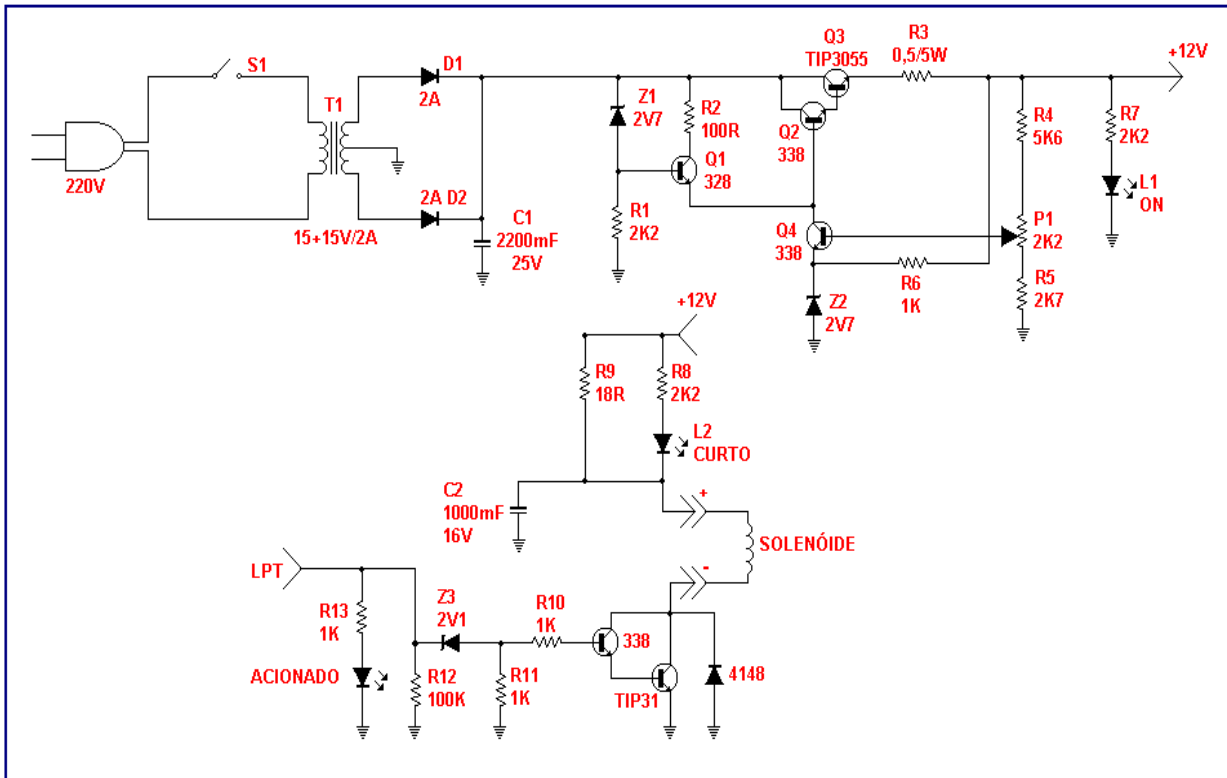 Q3
TIP3055
R3
0,5/5W
+12V
S1
D1
2A
T1
Z1
2V7
R2
100R
Q2
338
R4
5K6
R7
2K2
220V
Q1
328
L1
ON
2A D2
C1
2200mF
25V
R1
2K2
Q4
338
P1
2K2
15+15V/2A
R6
1K
R5
2K7
Z2
2V7
+12V
R9
18R
R8
2K2
L2
CURTO
C2
1000mF
16V
+
SOLENÓIDE
-
LPT
R13
1K
Z3
2V1
R10
1K
338
ACIONADO
R12
100K
R11
1K
TIP31
4148